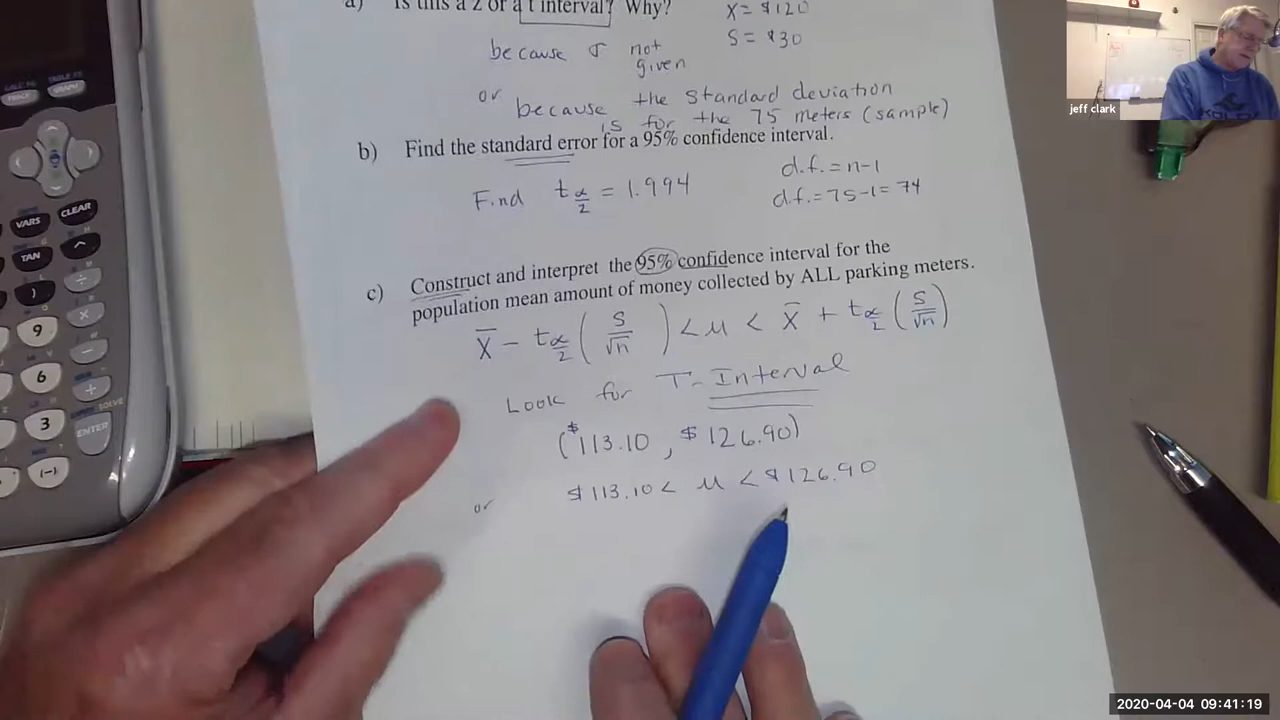 a) Is this a z or a t interval? Why?
x̄ = $120
S = $30
because σ not given
or because the standard deviation
is for the 75 meters (sample)
b) Find the standard error for a 95% confidence interval.
d.f. = n-1
Find t α/2 = 1.994
d.f. = 75-1 = 74
c) Construct and interpret the 95% confidence interval for the
population mean amount of money collected by ALL parking meters.
x̄ - t α/2 (S/√n) < μ < x̄ + t α/2 (S/√n)
Look for T-Interval
($113.10, $126.90)
or $113.10 < μ < $126.90
VARS
CLEAR
TAN
^
)
÷
9
×
6
+
3
ENTER
(-)
jeff clark
2020-04-04 09:41:19